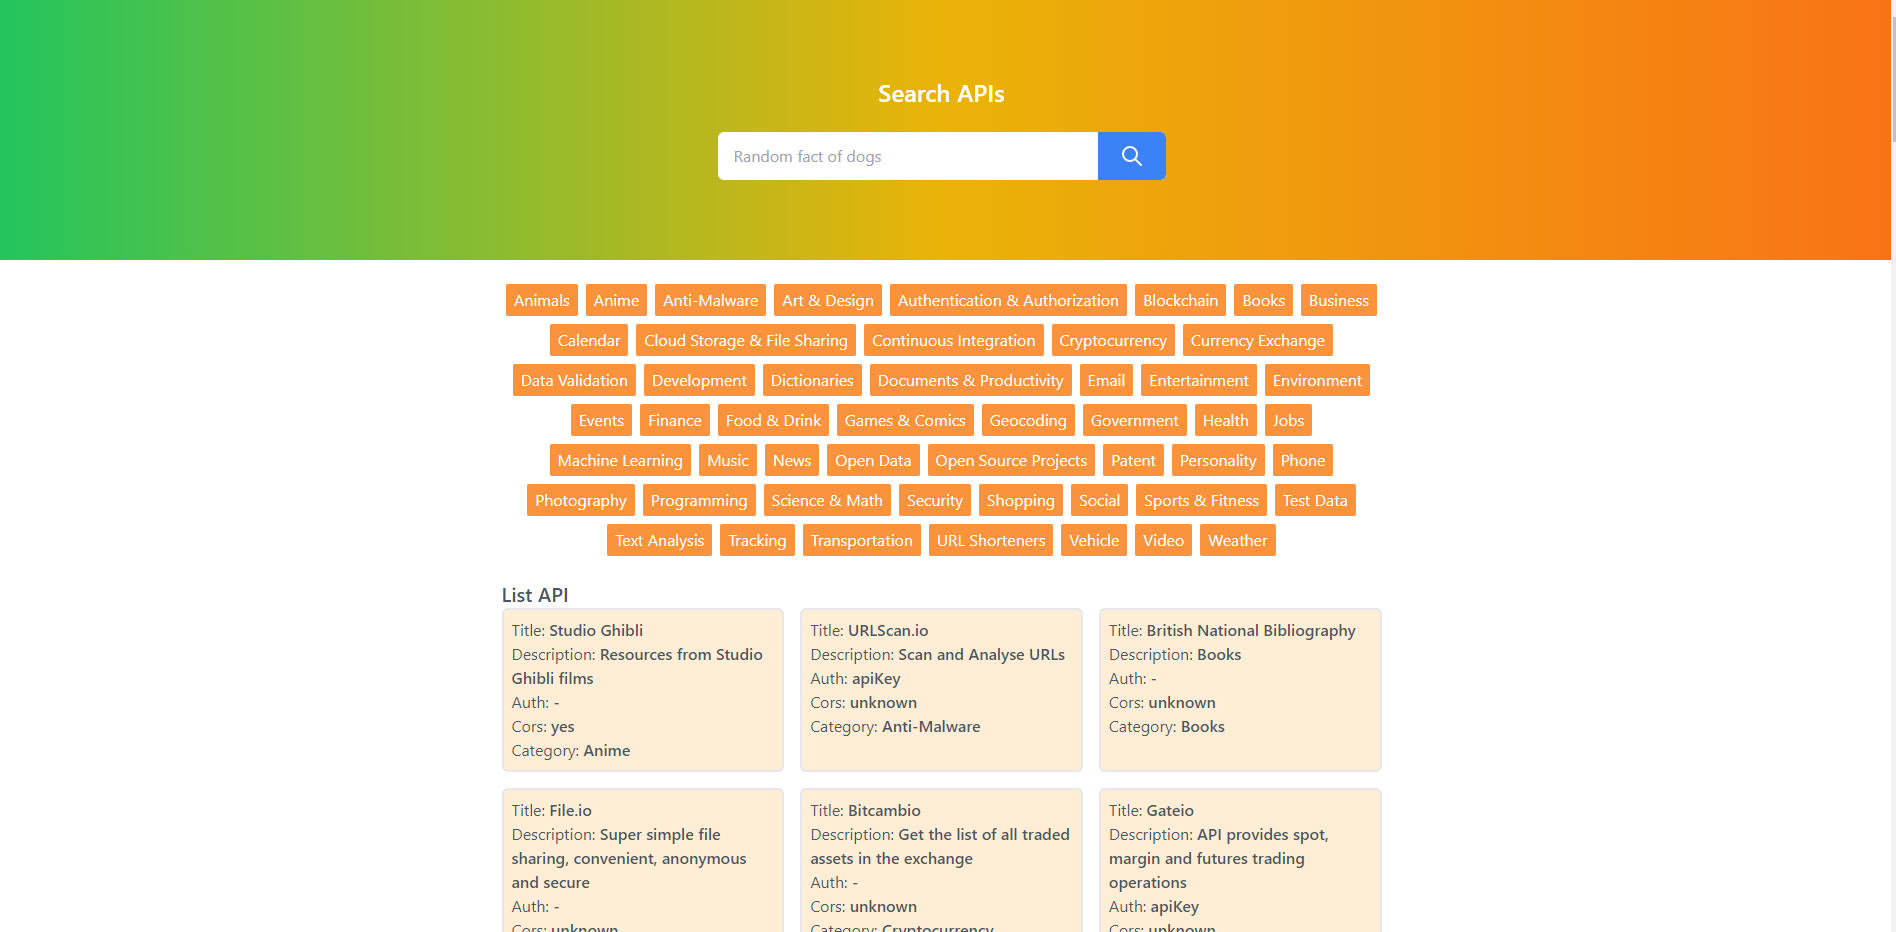 Search APIs
Random fact of dogs
Animals Anime Anti-Malware Art & Design Authentication & Authorization Blockchain Books Business
Calendar Cloud Storage & File Sharing Continuous Integration Cryptocurrency Currency Exchange
Data Validation Development Dictionaries Documents & Productivity Email Entertainment Environment
Events Finance Food & Drink Games & Comics Geocoding Government Health Jobs
Machine Learning Music News Open Data Open Source Projects Patent Personality Phone
Photography Programming Science & Math Security Shopping Social Sports & Fitness Test Data
Text Analysis Tracking Transportation URL Shorteners Vehicle Video Weather
List API
Title: Studio Ghibli
Description: Resources from Studio
Ghibli films
Auth: -
Cors: yes
Category: Anime
Title: URLScan.io
Description: Scan and Analyse URLs
Auth: apiKey
Cors: unknown
Category: Anti-Malware
Title: British National Bibliography
Description: Books
Auth: -
Cors: unknown
Category: Books
Title: File.io
Description: Super simple file
sharing, convenient, anonymous
and secure
Auth: -
Cors: unknown
Title: Bitcambio
Description: Get the list of all traded
assets in the exchange
Auth: -
Cors: unknown
Category: Cryptocurrency
Title: Gateio
Description: API provides spot,
margin and futures trading
operations
Auth: apiKey
Cors: unknown